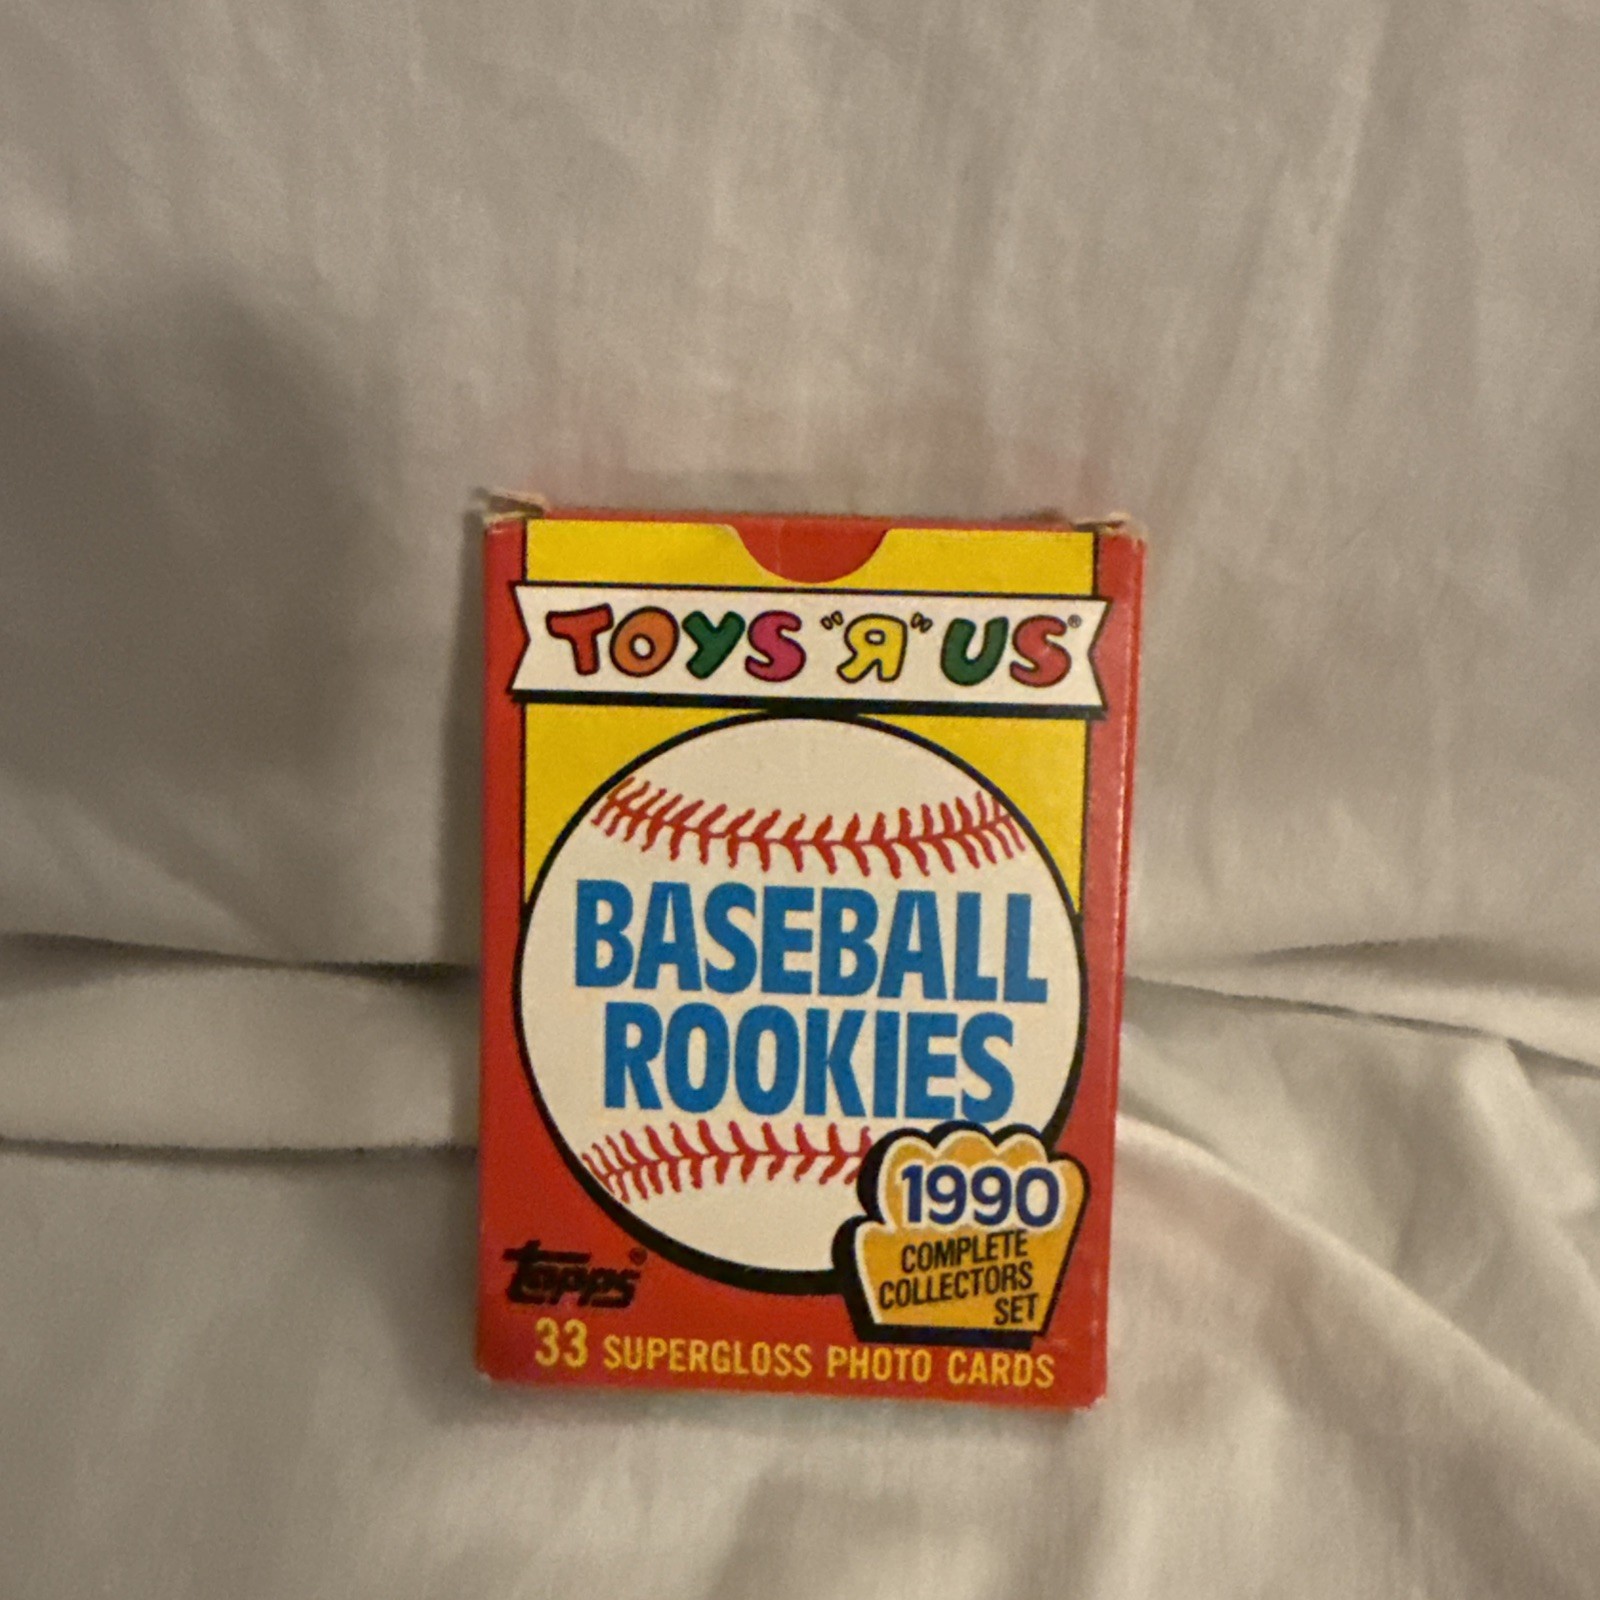 TOYS "Я" US®
BASEBALL
ROOKIES
1990
COMPLETE
COLLECTORS
SET
topps®
33 SUPERGLOSS PHOTO CARDS